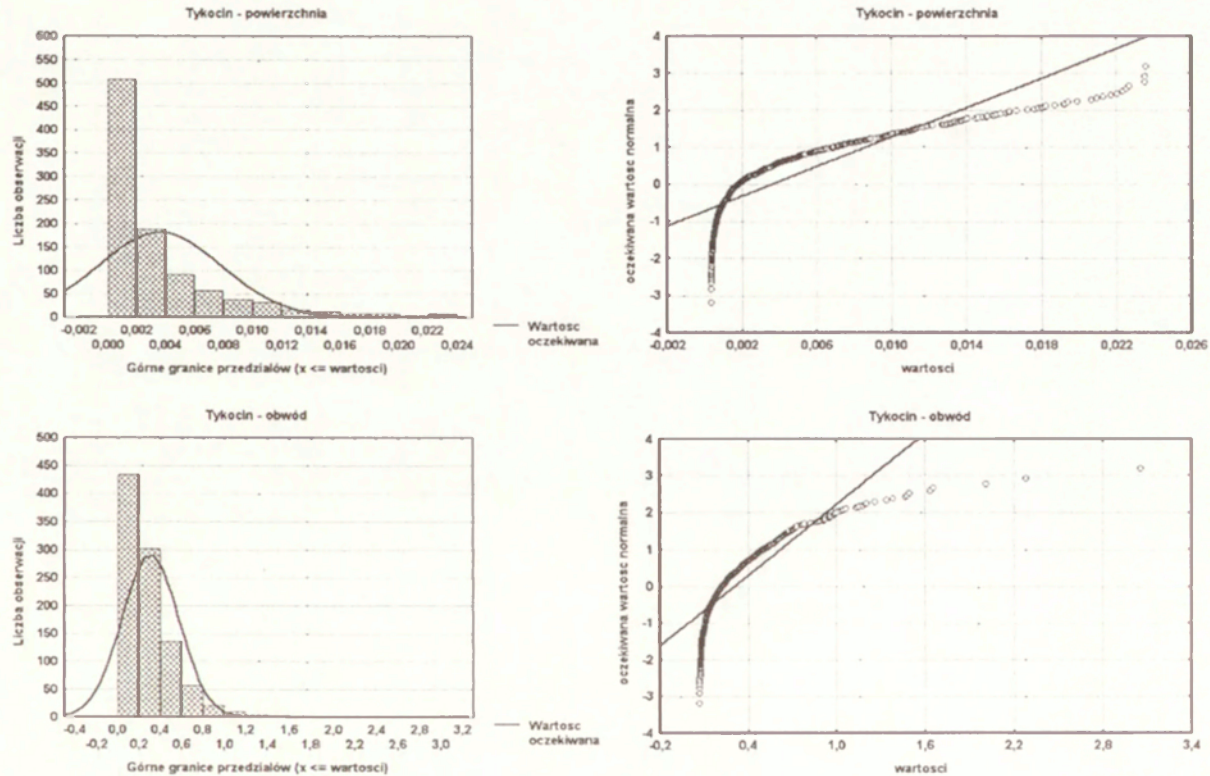 Tykocin - powierzchnia
600
550
500
450
400
350
300
250
200
150
100
50
0
Liczba obserwacji
-0,002 0,002 0,006 0,010 0,014 0,018 0,022
0,000 0,004 0,008 0,012 0,016 0,020 0,024
Górne granice przedziałów (x <= wartosci)
Wartosc
oczekiwana
Tykocin - powierzchnia
4
3
2
1
0
-1
-2
-3
-4
oczekiwana wartosc normalna
-0,002 0,002 0,006 0,010 0,014 0,018 0,022 0,026
wartosci
Tykocin - obwód
500
450
400
350
300
250
200
150
100
50
0
Liczba obserwacji
-0,4 0,0 0,4 0,8 1,2 1,6 2,0 2,4 2,8 3,2
-0,2 0,2 0,6 1,0 1,4 1,8 2,2 2,6 3,0
Górne granice przedziałów (x <= wartosci)
Wartosc
oczekiwana
Tykocin - obwód
4
3
2
1
0
-1
-2
-3
-4
oczekiwana wartosc normalna
-0,2 0,4 1,0 1,6 2,2 2,8 3,4
wartosci